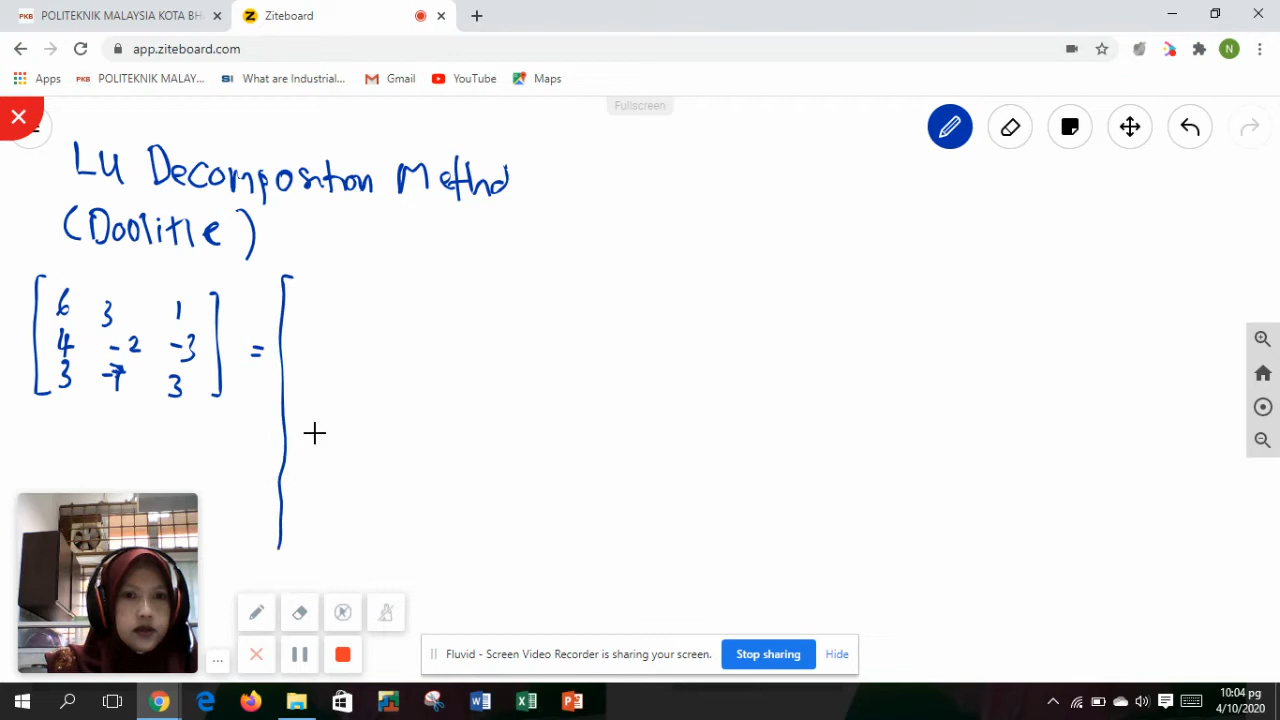 POLITEKNIK MALAYSIA KOTA BH
Ziteboard
app.ziteboard.com
N
Apps
POLITEKNIK MALAY...
What are Industrial...
Gmail
YouTube
Maps
Fullscreen
LU Decomposition Method
(Doolitle)
6 3 1
4 -2 -3 =
3 -7 3
...
Fluvid - Screen Video Recorder is sharing your screen.
Stop sharing
Hide
10:04 pg
4/10/2020